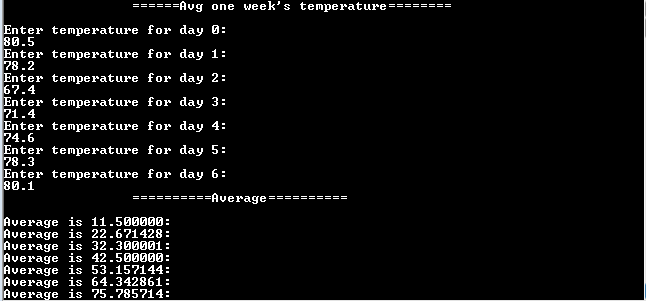 ======Avg one week's temperature========
Enter temperature for day 0:
80.5
Enter temperature for day 1:
78.2
Enter temperature for day 2:
67.4
Enter temperature for day 3:
71.4
Enter temperature for day 4:
74.6
Enter temperature for day 5:
78.3
Enter temperature for day 6:
80.1
==========Average==========
Average is 11.500000:
Average is 22.671428:
Average is 32.300001:
Average is 42.500000:
Average is 53.157144:
Average is 64.342861:
Average is 75.785714: